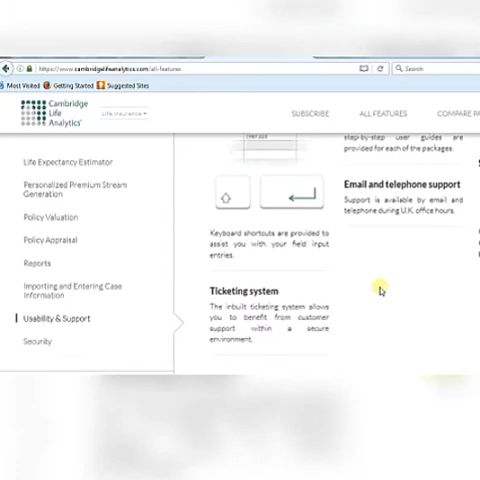 https://www.cambridgelifeanalytics.com/all-features
Search
Most Visited
Getting Started
Suggested Sites
Cambridge
Life
Analytics
Life Insurance
SUBSCRIBE
ALL FEATURES
COMPARE PA
Life Expectancy Estimator
Personalized Premium Stream
Generation
Policy Valuation
Policy Appraisal
Reports
Importing and Entering Case
Information
Usability & Support
Security
Keyboard shortcuts are provided to
assist you with your field input
entries.
Ticketing system
The inbuilt ticketing system allows
you to benefit from customer
support within a secure
environment.
step-by-step user guides are
provided for each of the packages.
Email and telephone support
Support is available by email and
telephone during U.K. office hours.